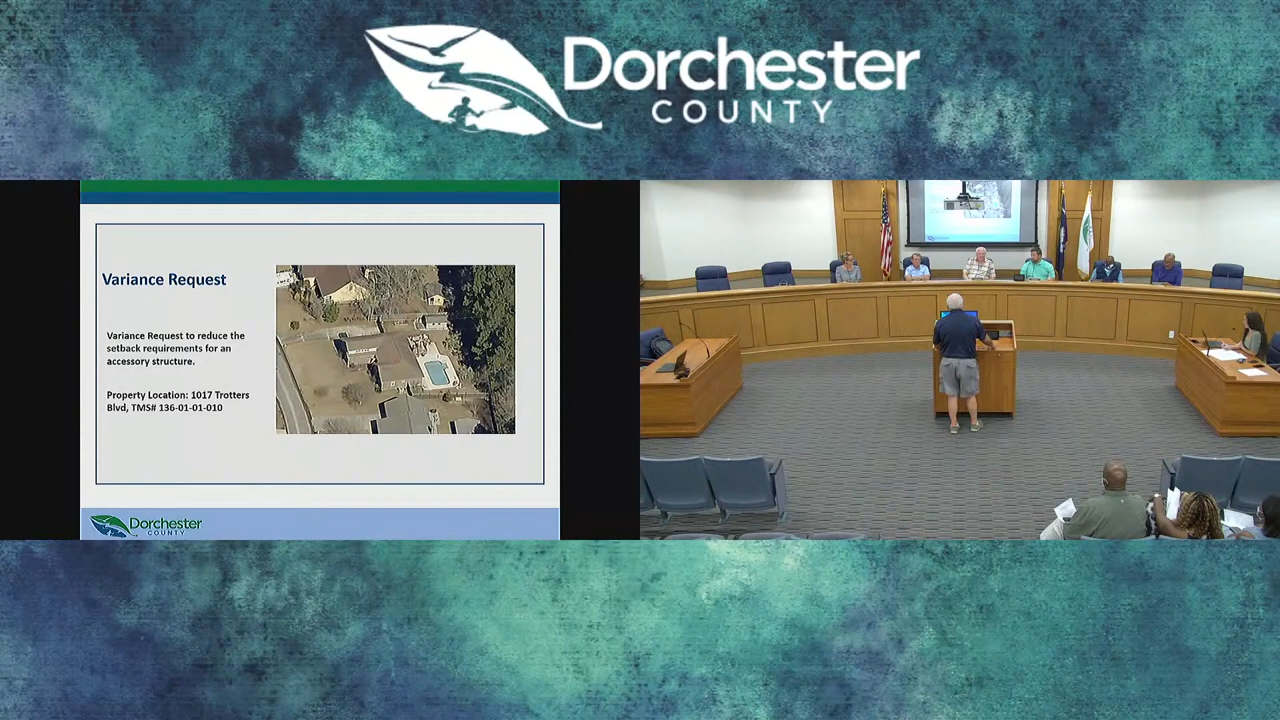 Dorchester
COUNTY
Variance Request
Variance Request to reduce the
setback requirements for an
accessory structure.
Property Location: 1017 Trotters
Blvd, TMS# 136-01-01-010
Dorchester
COUNTY